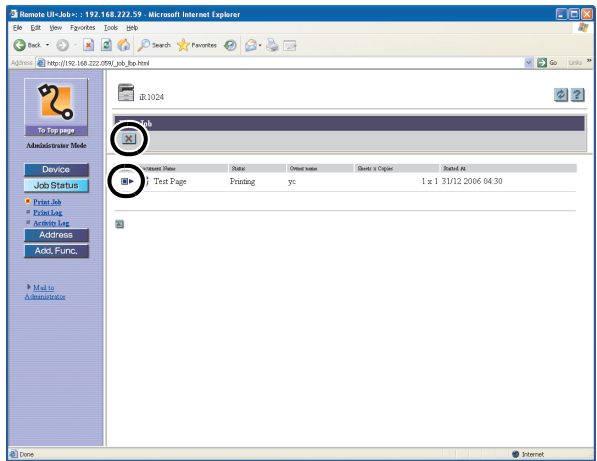 Remote UI<Job>: : 192.168.222.59 - Microsoft Internet Explorer
File Edit View Favorites Tools Help
Back Search Favorites
Address http://192.168.222.059/_job_lbp.html Go Links »
iR1024
To Top page
Administrator Mode
Job
Device
Job Status
Document Name Status Owner name Sheets x Copies Started At
Test Page Printing yc 1 x 1 31/12 2006 04:30
Print Job
Print Log
Activity Log
Address
Add. Func.
Mail to
Administrator
Done Internet